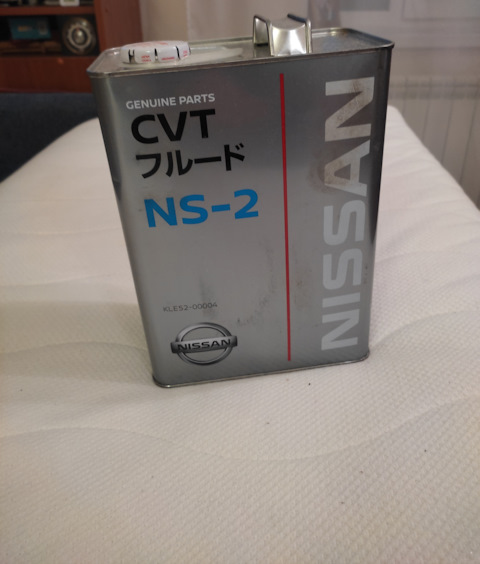 GENUINE PARTS
CVT
フルード
NS-2
KLE52-00004
NISSAN
NISSAN